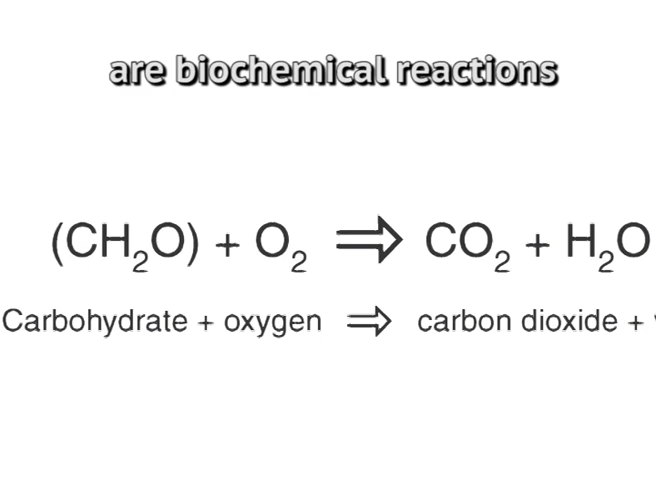 are biochemical reactions
(CH₂O) + O₂ ⇒ CO₂ + H₂O
Carbohydrate + oxygen ⇒ carbon dioxide +